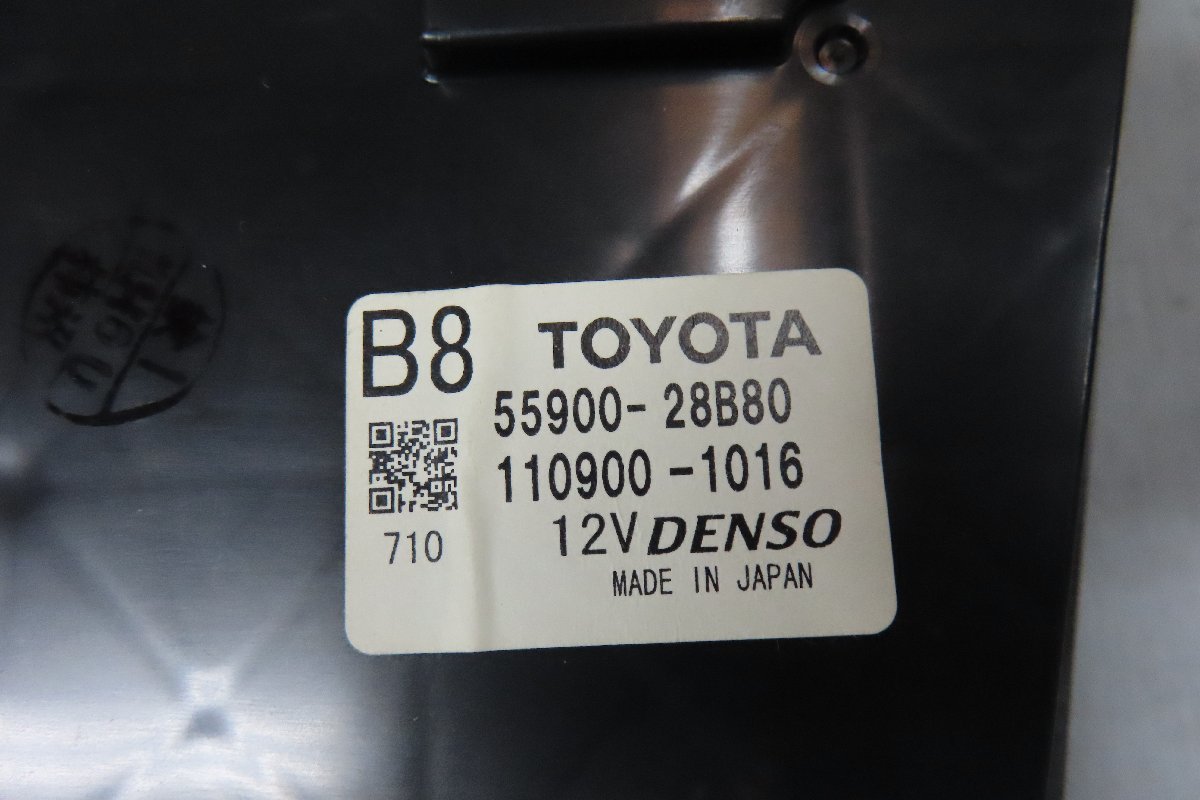 B8
TOYOTA
55900-28B80
110900-1016
710
12V DENSO
MADE IN JAPAN